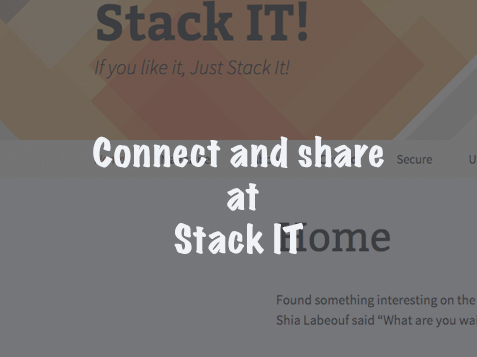 Stack IT!
If you like it, Just Stack It!
Connect and share
Secure
at
Stack IT
Home
Found something interesting on the
Shia Labeouf said “What are you